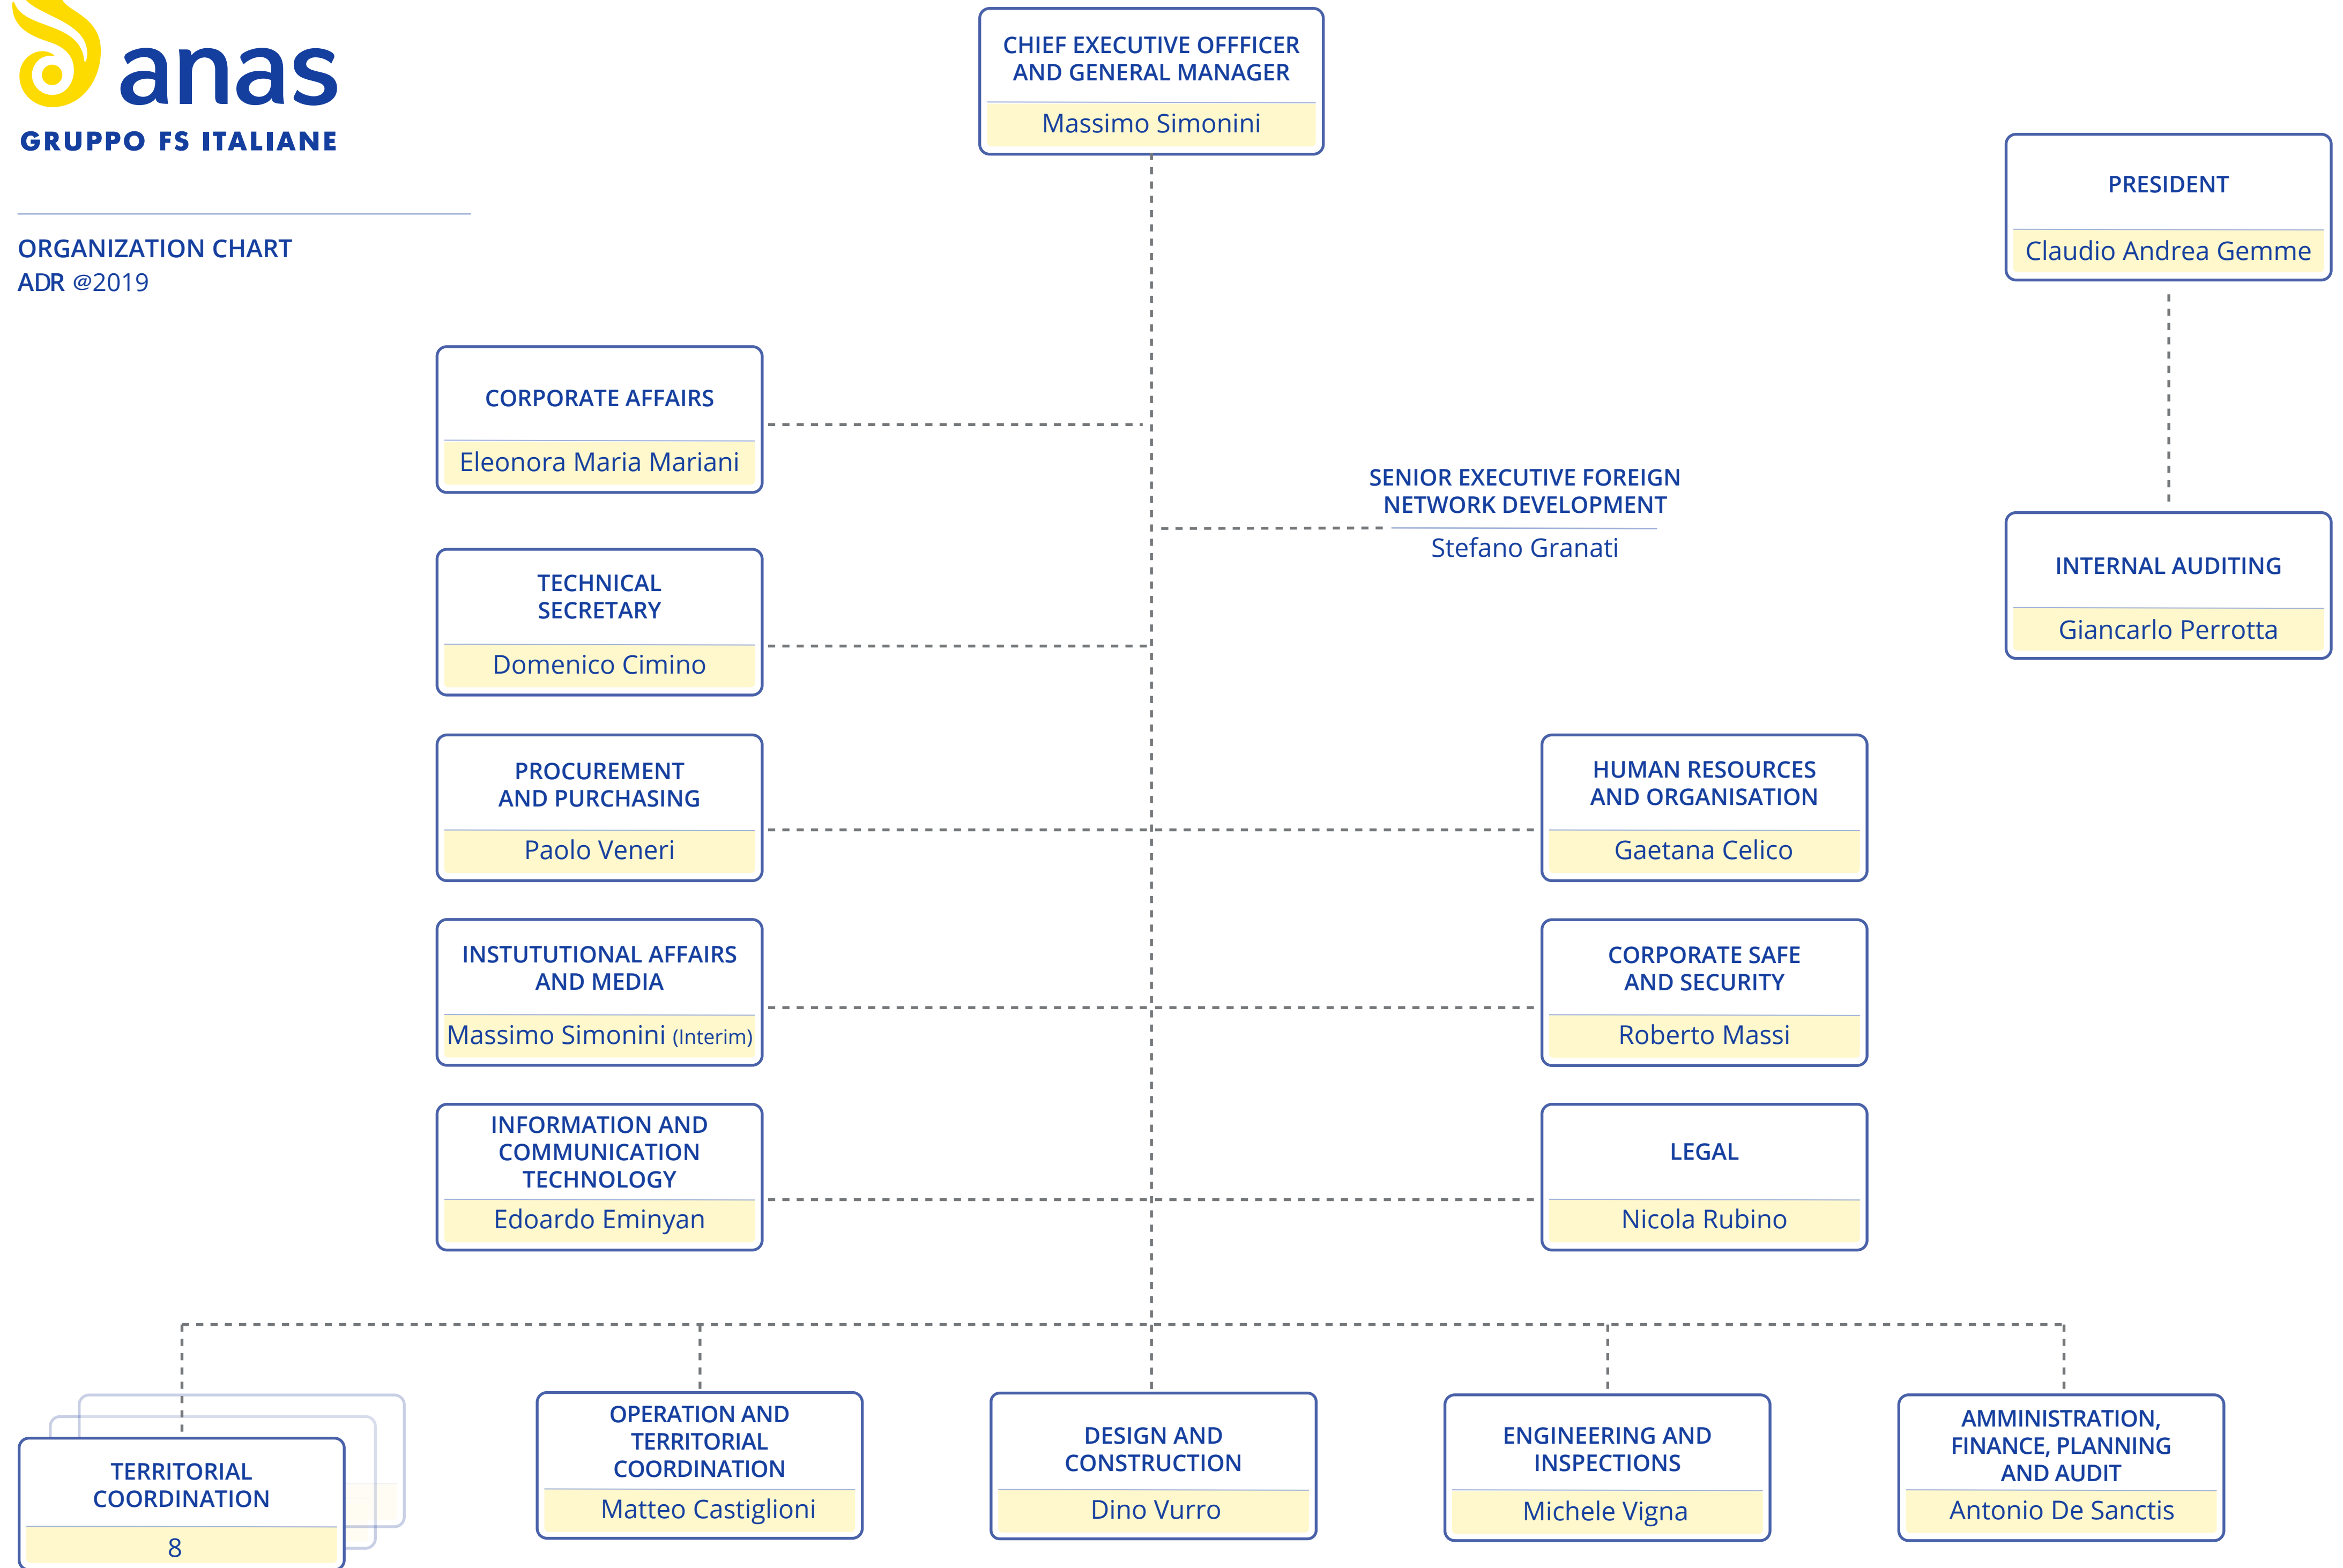 anas
GRUPPO FS ITALIANE
ORGANIZATION CHART
ADR @2019
CHIEF EXECUTIVE OFFFICER
AND GENERAL MANAGER
Massimo Simonini
PRESIDENT
Claudio Andrea Gemme
CORPORATE AFFAIRS
Eleonora Maria Mariani
SENIOR EXECUTIVE FOREIGN
NETWORK DEVELOPMENT
Stefano Granati
INTERNAL AUDITING
Giancarlo Perrotta
TECHNICAL
SECRETARY
Domenico Cimino
PROCUREMENT
AND PURCHASING
Paolo Veneri
HUMAN RESOURCES
AND ORGANISATION
Gaetana Celico
INSTUTUTIONAL AFFAIRS
AND MEDIA
Massimo Simonini (Interim)
CORPORATE SAFE
AND SECURITY
Roberto Massi
INFORMATION AND
COMMUNICATION
TECHNOLOGY
Edoardo Eminyan
LEGAL
Nicola Rubino
TERRITORIAL
COORDINATION
8
OPERATION AND
TERRITORIAL
COORDINATION
Matteo Castiglioni
DESIGN AND
CONSTRUCTION
Dino Vurro
ENGINEERING AND
INSPECTIONS
Michele Vigna
AMMINISTRATION,
FINANCE, PLANNING
AND AUDIT
Antonio De Sanctis